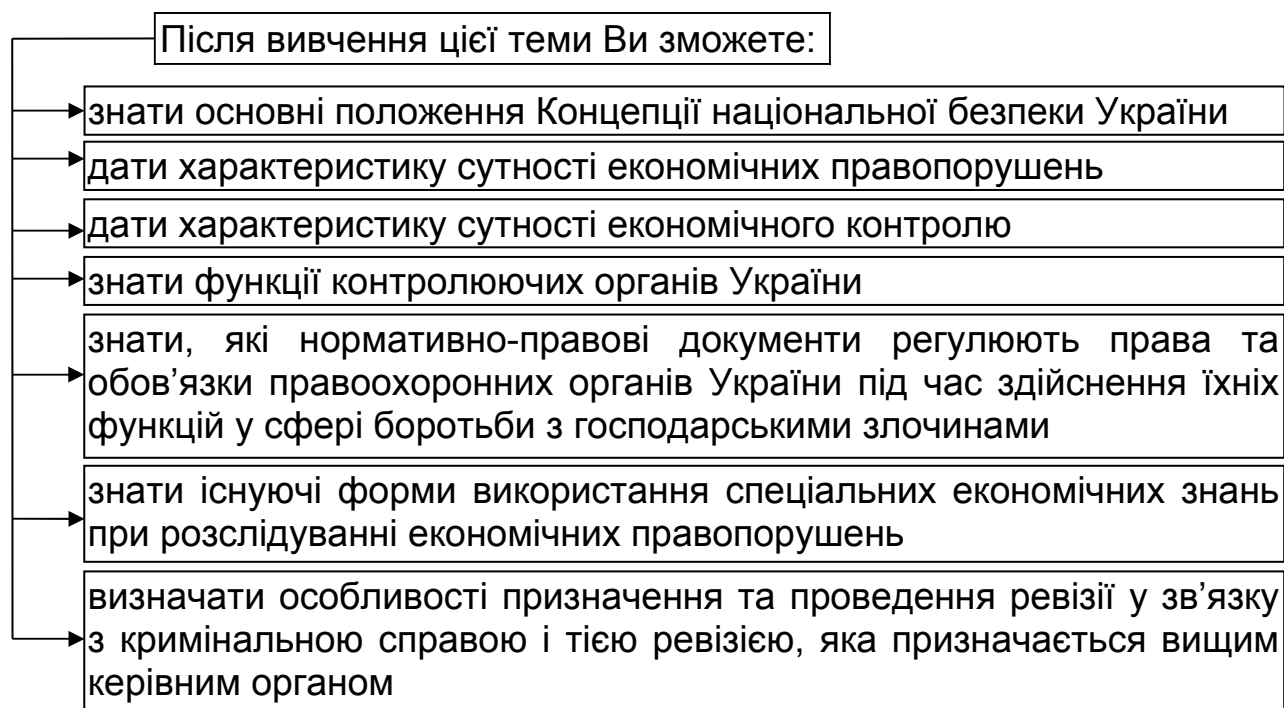 Після вивчення цієї теми Ви зможете:
знати основні положення Концепції національної безпеки України
дати характеристику сутності економічних правопорушень
дати характеристику сутності економічного контролю
знати функції контролюючих органів України
знати, які нормативно-правові документи регулюють права та
обов’язки правоохоронних органів України під час здійснення їхніх
функцій у сфері боротьби з господарськими злочинами
знати існуючі форми використання спеціальних економічних знань
при розслідуванні економічних правопорушень
визначати особливості призначення та проведення ревізії у зв’язку
з кримінальною справою і тією ревізією, яка призначається вищим
керівним органом